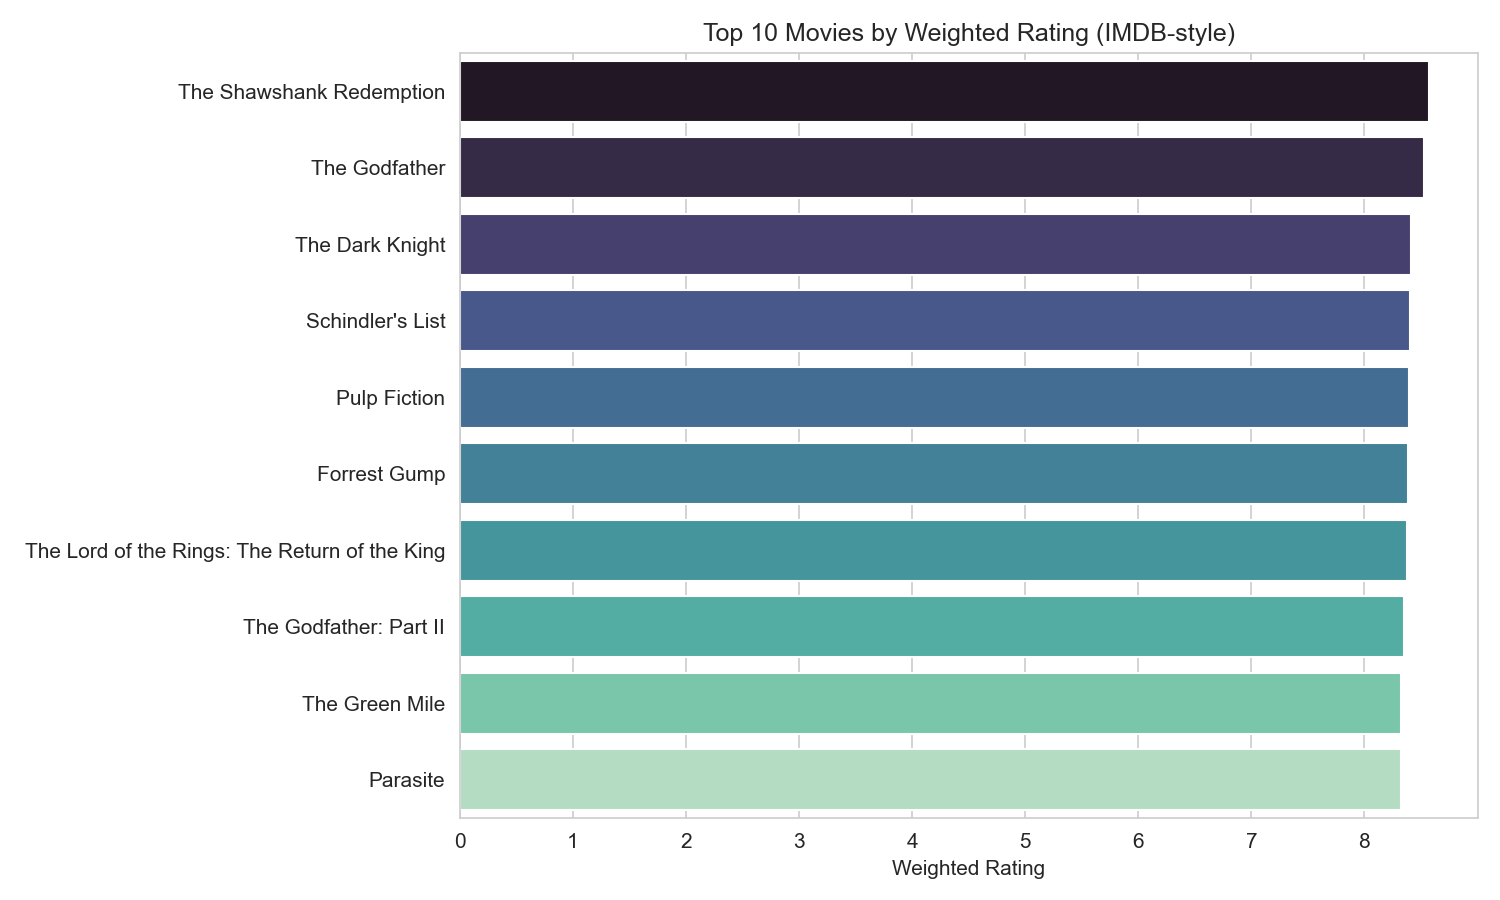 Top 10 Movies by Weighted Rating (IMDB-style)
The Shawshank Redemption
The Godfather
The Dark Knight
Schindler's List
Pulp Fiction
Forrest Gump
The Lord of the Rings: The Return of the King
The Godfather: Part II
The Green Mile
Parasite
0 1 2 3 4 5 6 7 8
Weighted Rating